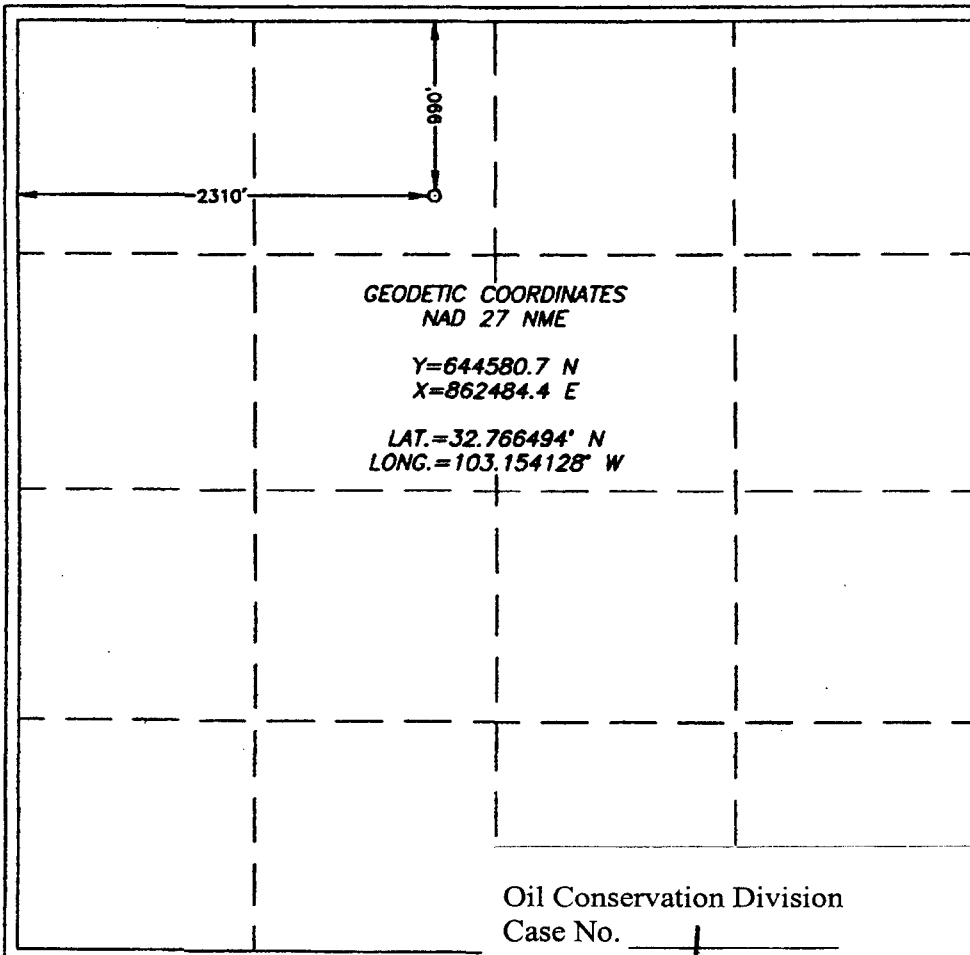 990'
2310'
GEODETIC COORDINATES
NAD 27 NME
Y=644580.7 N
X=862484.4 E
LAT.=32.766494° N
LONG.=103.154128° W
Oil Conservation Division
Case No.